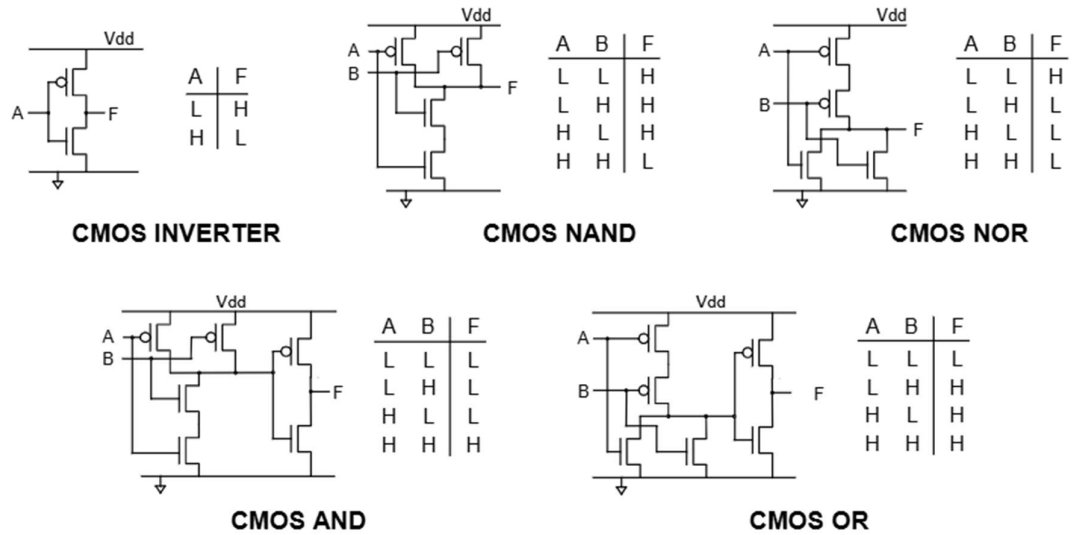 Vdd
A F
A F
L H
H L
CMOS INVERTER
Vdd
A
B
F
A B F
L L H
L H H
H L H
H H L
CMOS NAND
Vdd
A
B
F
A B F
L L H
L H L
H L L
H H L
CMOS NOR
Vdd
A
B
F
A B F
L L L
L H L
H L L
H H H
CMOS AND
Vdd
A
B
F
A B F
L L L
L H H
H L H
H H H
CMOS OR